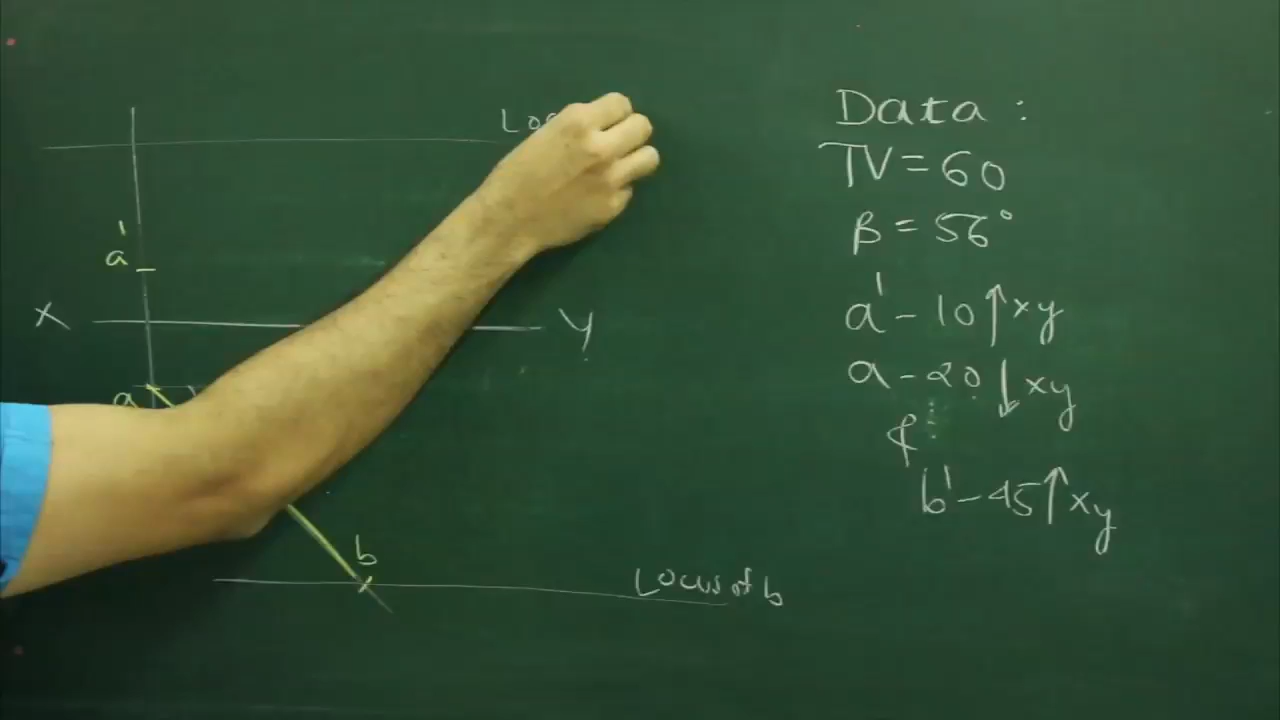 Data :
TV = 60
β = 56°
a' - 10 ↑ xy
a - 20 ↓ xy
&
b' - 45 ↑ xy
a'
X Y
a
b
Locus of b